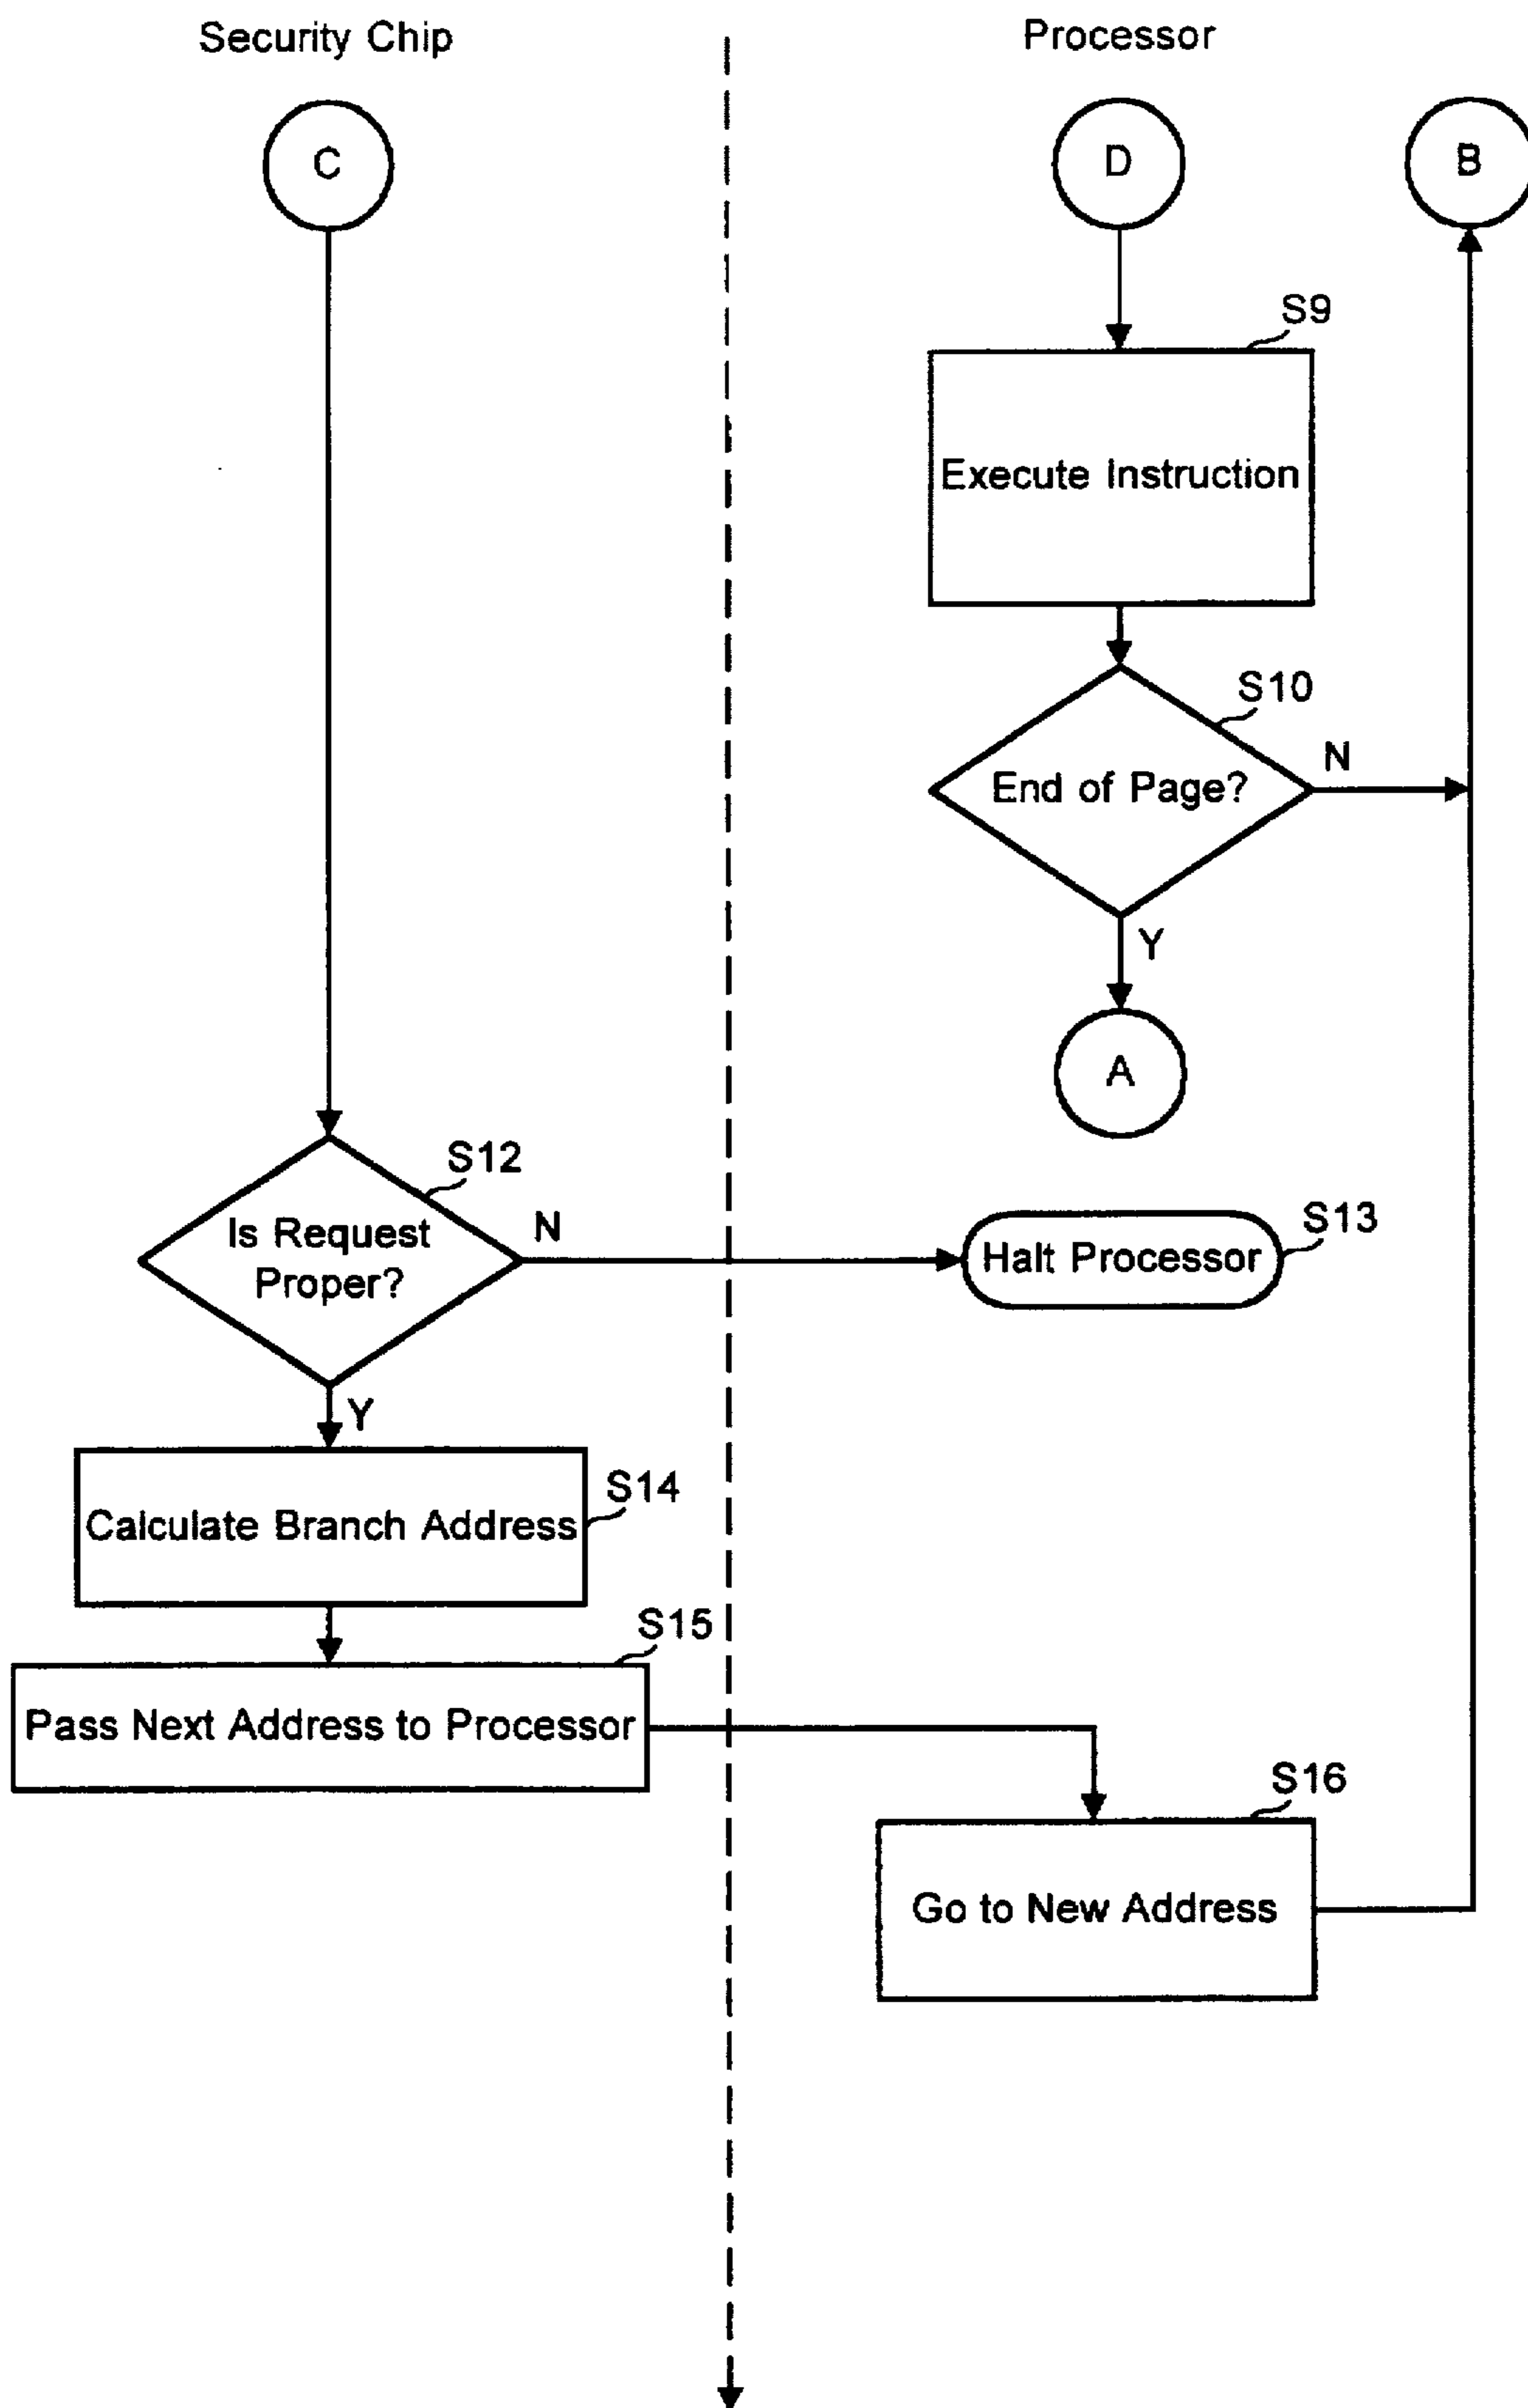 Security Chip
Processor
C
D
B
S9
Execute Instruction
S10
End of Page?
N
Y
A
S12
Is Request
Proper?
N
S13
Halt Processor
Y
S14
Calculate Branch Address
S15
Pass Next Address to Processor
S16
Go to New Address